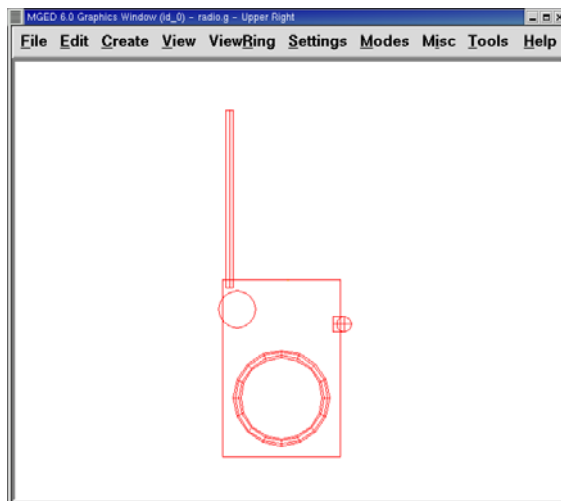 MGED 6.0 Graphics Window (id_0) – radio.g – Upper Right
File Edit Create View ViewRing Settings Modes Misc Tools Help